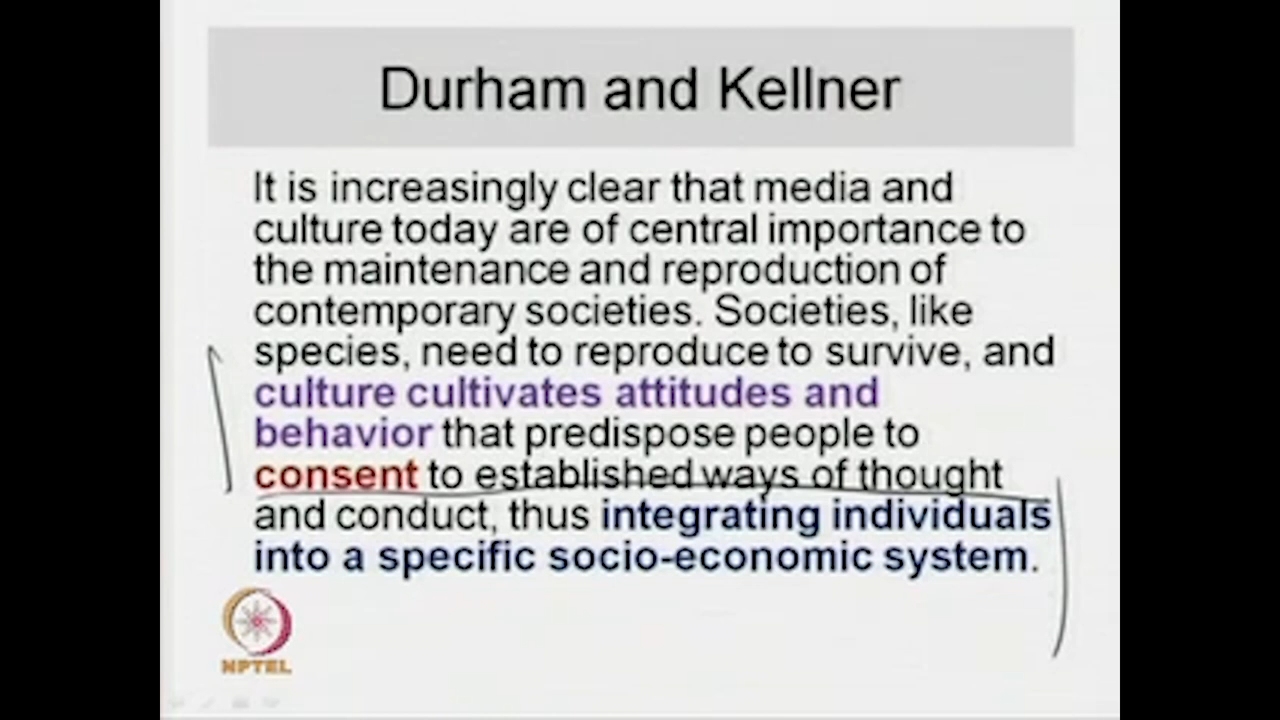 Durham and Kellner
It is increasingly clear that media and
culture today are of central importance to
the maintenance and reproduction of
contemporary societies. Societies, like
species, need to reproduce to survive, and
culture cultivates attitudes and
behavior that predispose people to
consent to established ways of thought
and conduct, thus integrating individuals
into a specific socio-economic system.
NPTEL